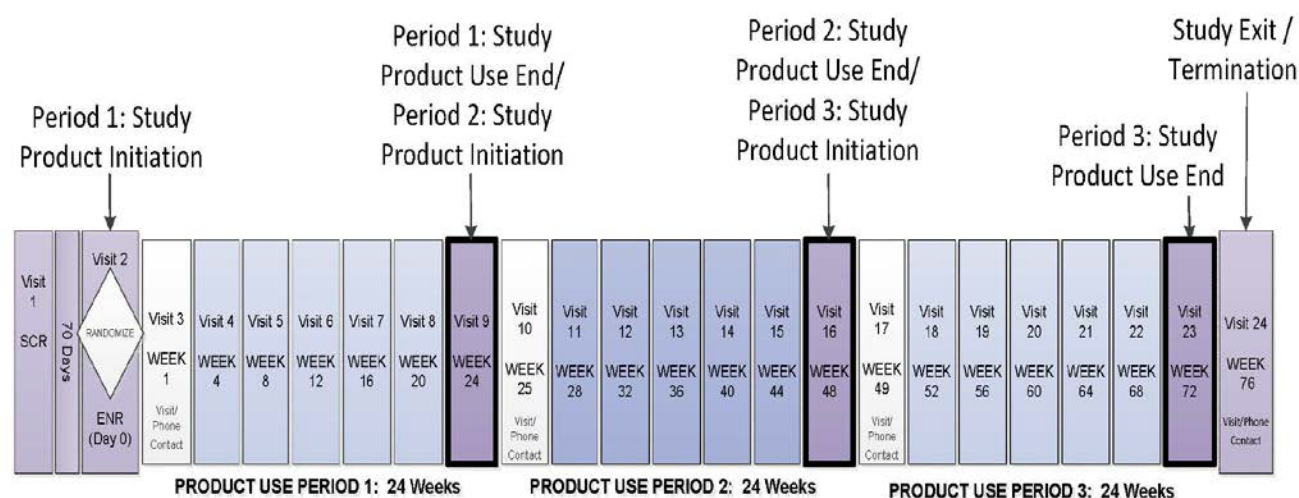 Period 1: Study
Product Initiation
Period 1: Study
Product Use End/
Period 2: Study
Product Initiation
Period 2: Study
Product Use End/
Period 3: Study
Product Initiation
Period 3: Study
Product Use End
Study Exit /
Termination
Visit
1
SCR
70 Days
Visit 2
RANDOMIZE
ENR
(Day 0)
Visit 3
WEEK
1
Visit/
Phone
Contact
Visit 4
WEEK
4
Visit 5
WEEK
8
Visit 6
WEEK
12
Visit 7
WEEK
16
Visit 8
WEEK
20
Visit 9
WEEK
24
Visit
10
WEEK
25
Visit/
Phone
Contact
Visit
11
WEEK
28
Visit
12
WEEK
32
Visit
13
WEEK
36
Visit
14
WEEK
40
Visit
15
WEEK
44
Visit
16
WEEK
48
Visit
17
WEEK
49
Visit/
Phone
Contact
Visit
18
WEEK
52
Visit
19
WEEK
56
Visit
20
WEEK
60
Visit
21
WEEK
64
Visit
22
WEEK
68
Visit
23
WEEK
72
Visit 24
WEEK
76
Visit/Phone
Contact
PRODUCT USE PERIOD 1: 24 Weeks
PRODUCT USE PERIOD 2: 24 Weeks
PRODUCT USE PERIOD 3: 24 Weeks